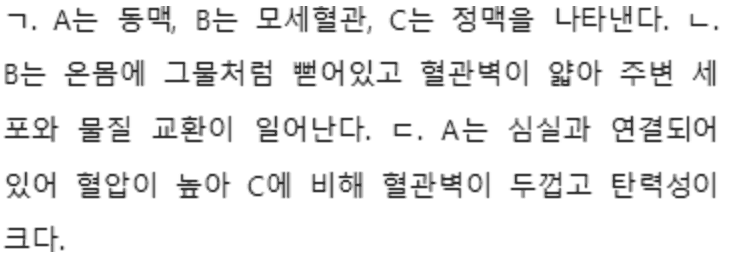 ㄱ. A는 동맥, B는 모세혈관, C는 정맥을 나타낸다. ㄴ.
B는 온몸에 그물처럼 뻗어있고 혈관벽이 얇아 주변 세
포와 물질 교환이 일어난다. ㄷ. A는 심실과 연결되어
있어 혈압이 높아 C에 비해 혈관벽이 두껍고 탄력성이
크다.